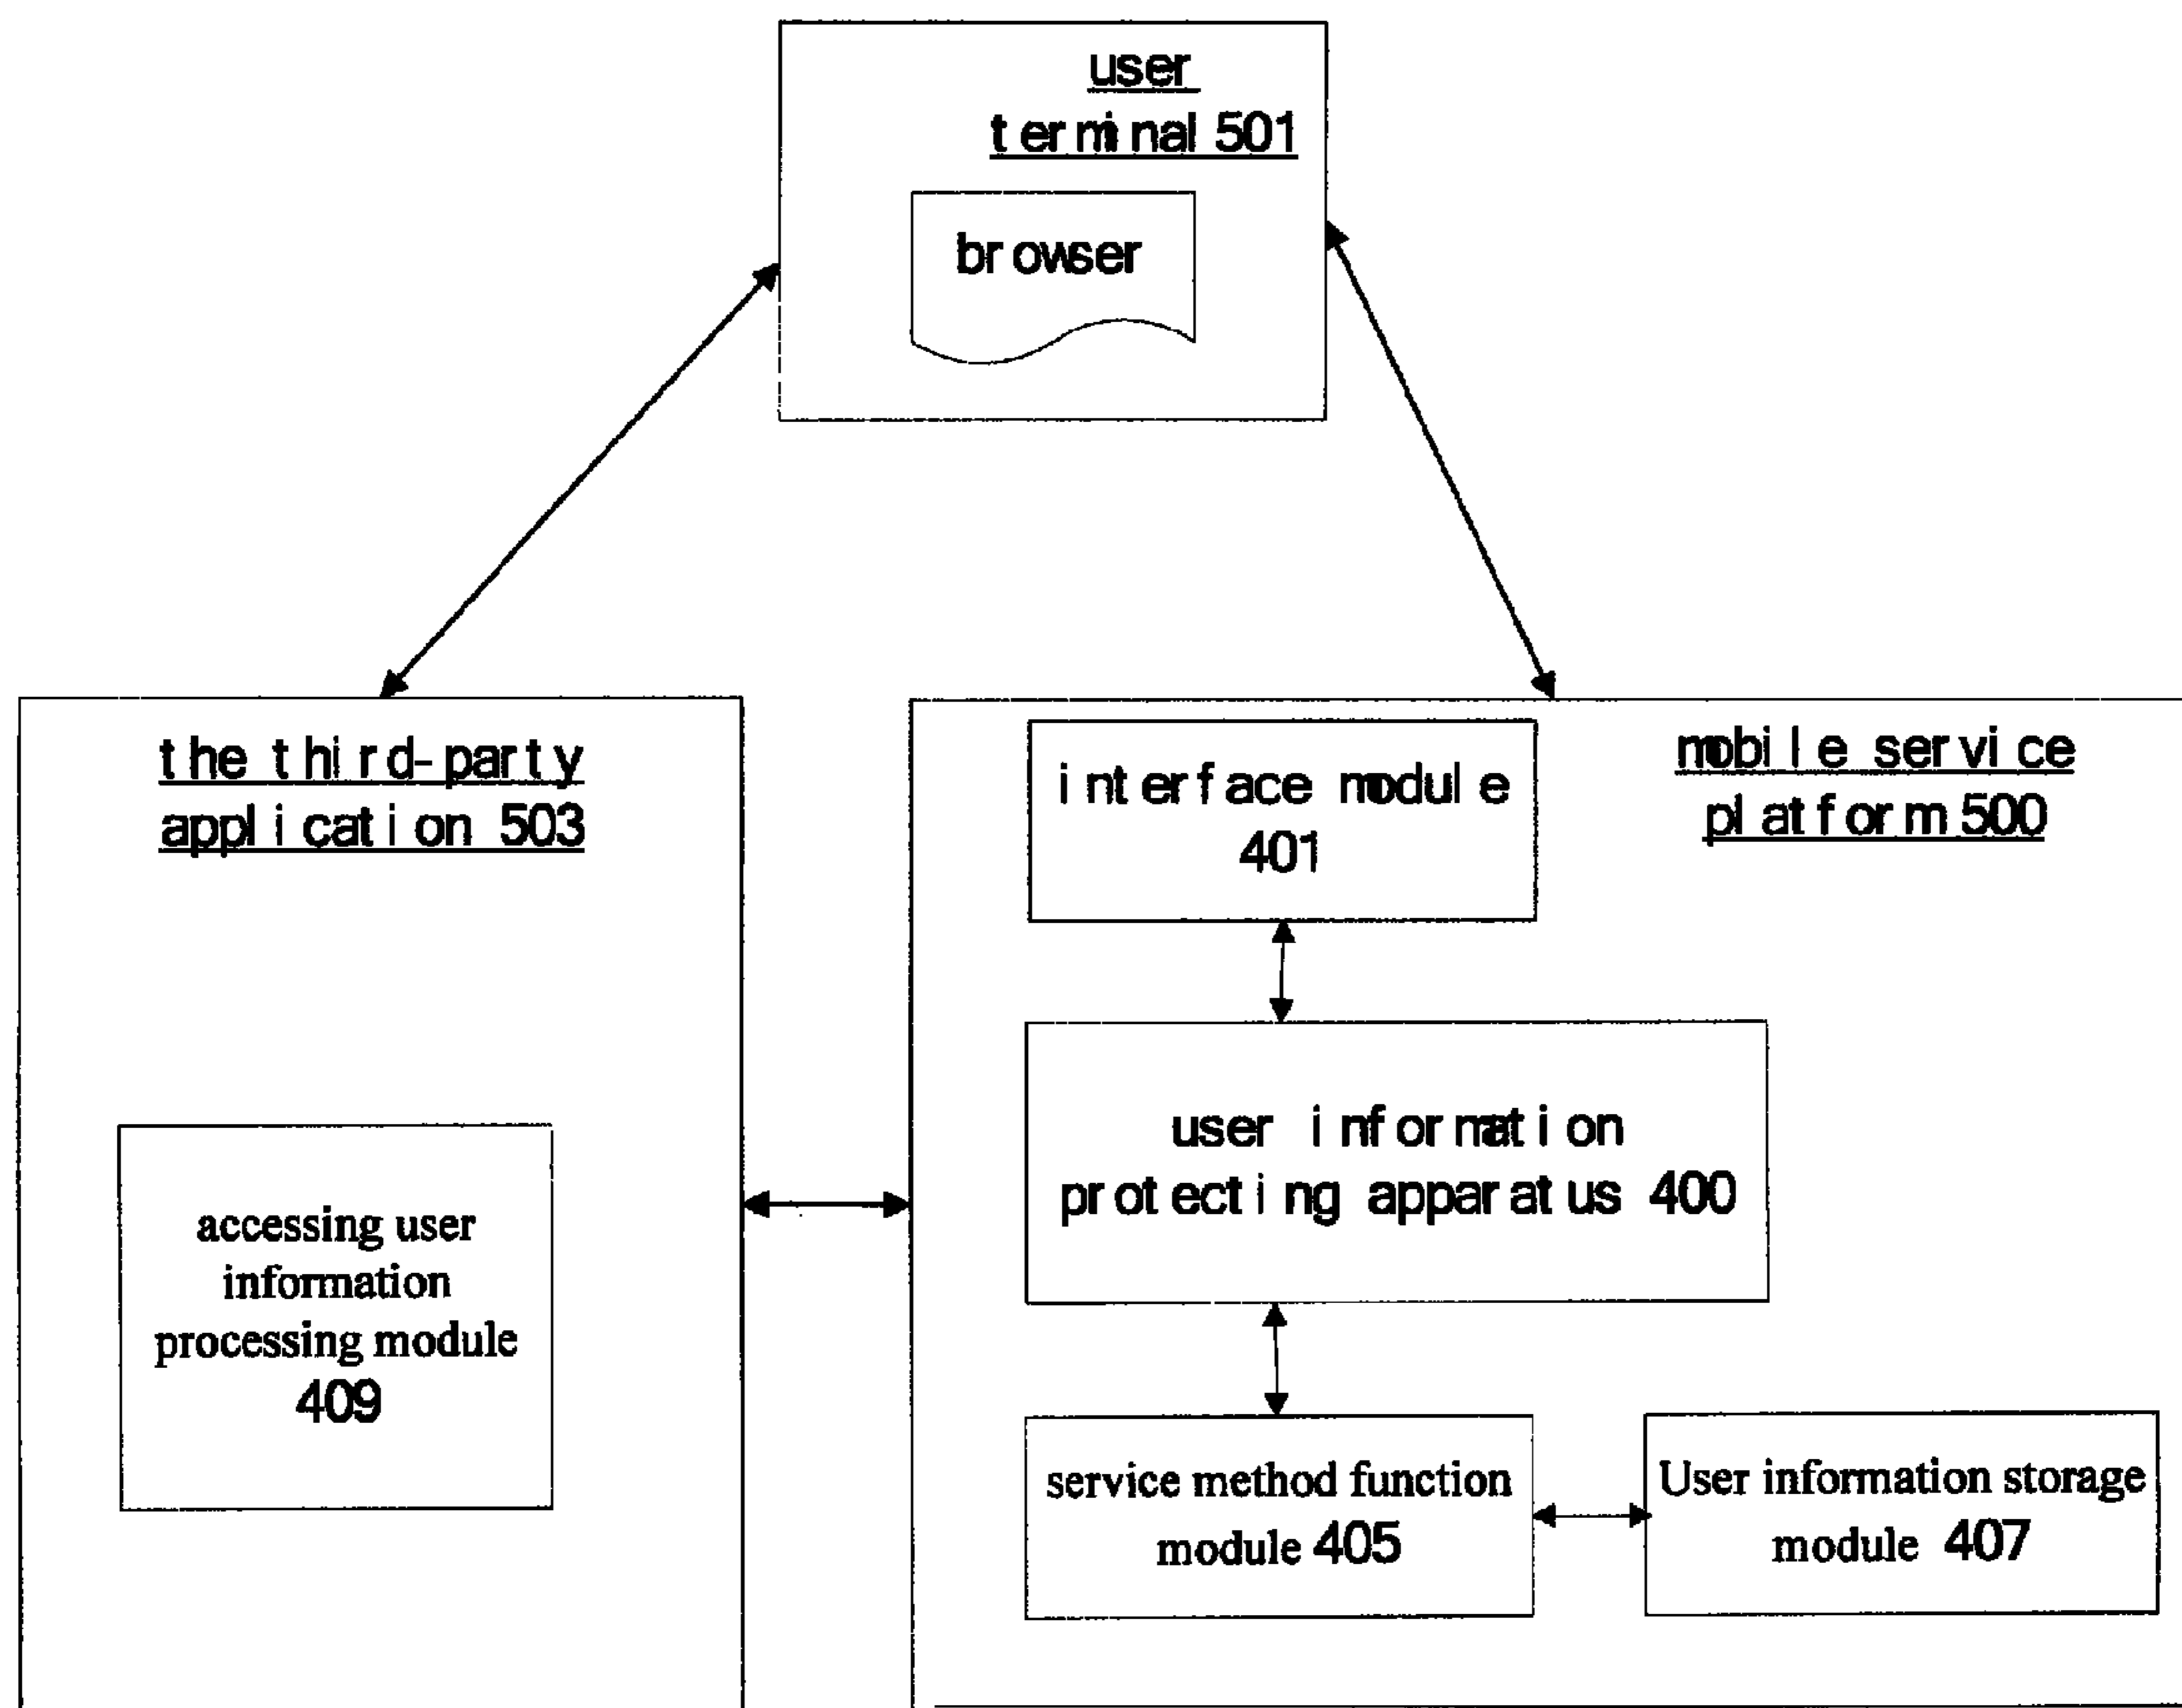 user
terminal 501
browser
the third-party
application 503
accessing user
information
processing module
409
mobile service
platform 500
interface module
401
user information
protecting apparatus 400
service method function
module 405
User information storage
module 407